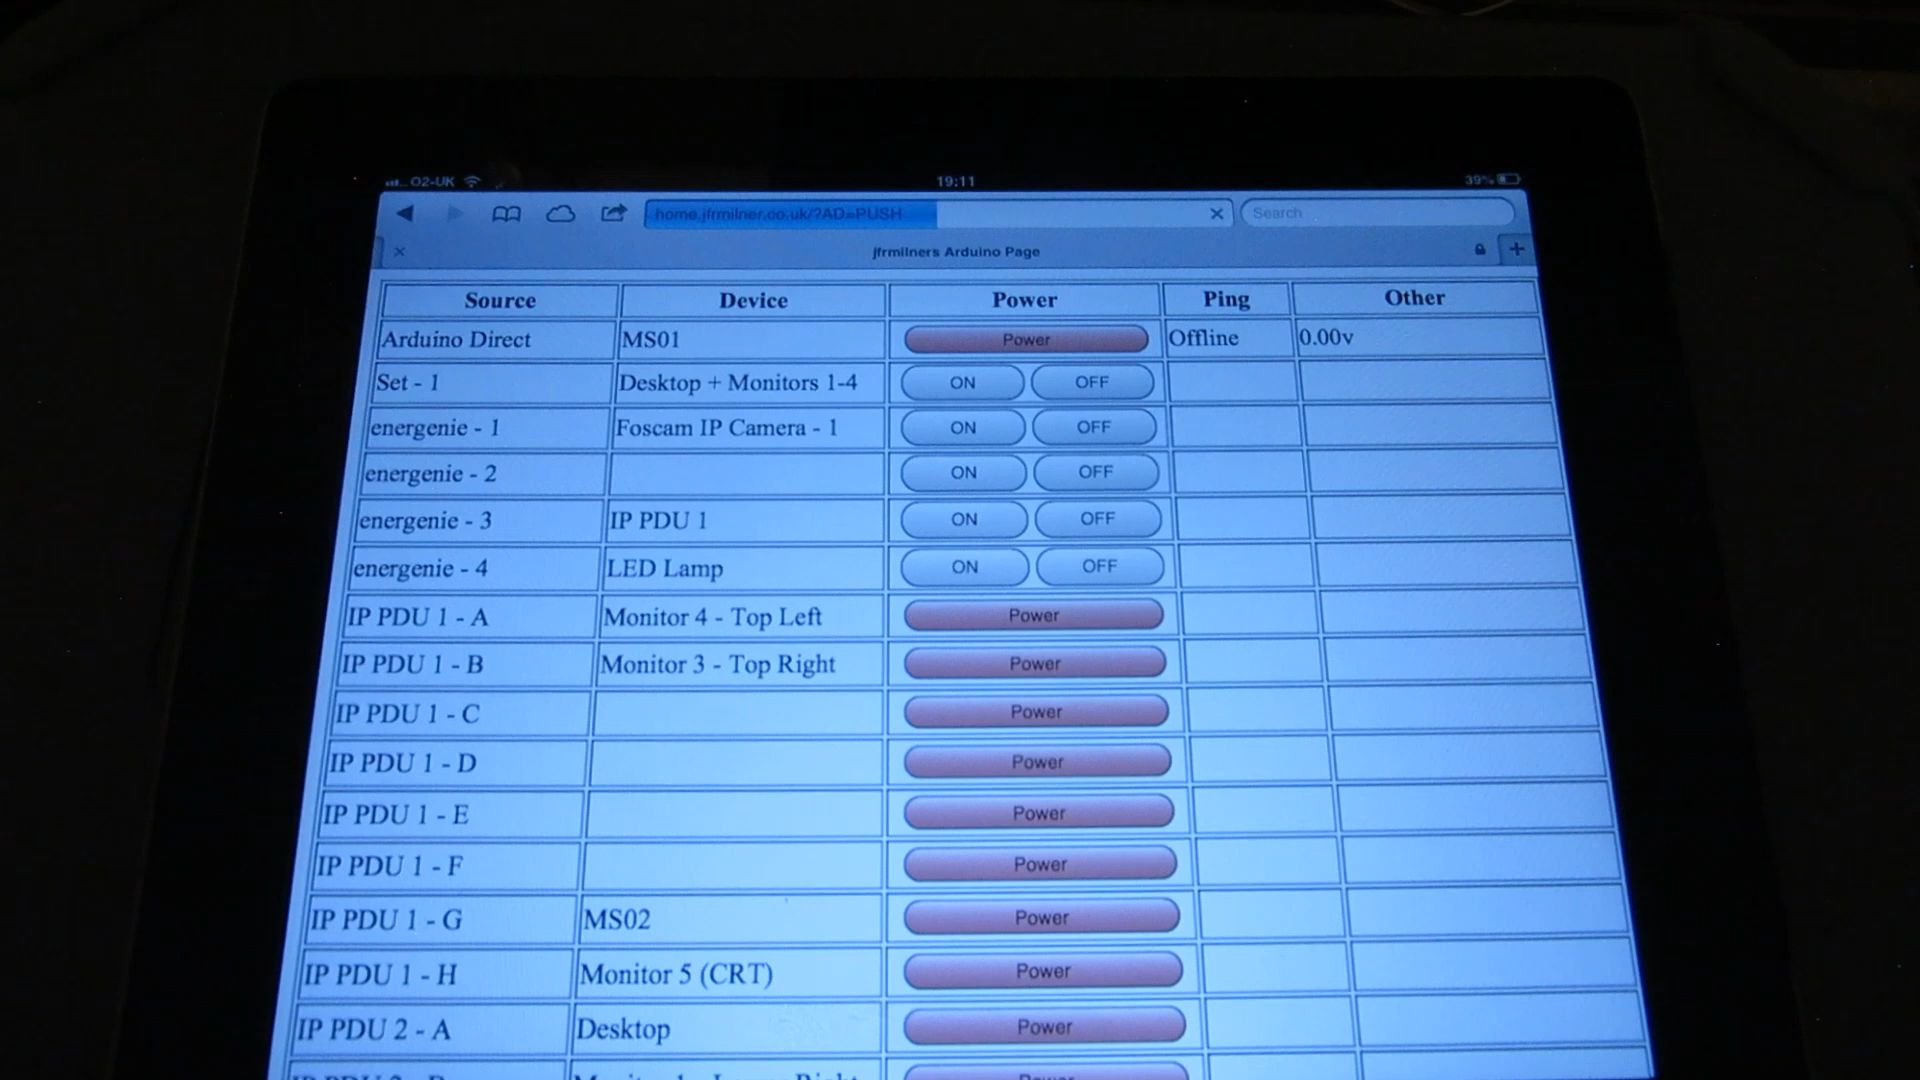 O2-UK 19:11 39%
home.jfrmilner.co.uk/?AD=PUSH Search
jfrmilners Arduino Page
Source Device Power Ping Other
Arduino Direct MS01 Power Offline 0.00v
Set - 1 Desktop + Monitors 1-4 ON OFF
energenie - 1 Foscam IP Camera - 1 ON OFF
energenie - 2 ON OFF
energenie - 3 IP PDU 1 ON OFF
energenie - 4 LED Lamp ON OFF
IP PDU 1 - A Monitor 4 - Top Left Power
IP PDU 1 - B Monitor 3 - Top Right Power
IP PDU 1 - C Power
IP PDU 1 - D Power
IP PDU 1 - E Power
IP PDU 1 - F Power
IP PDU 1 - G MS02 Power
IP PDU 1 - H Monitor 5 (CRT) Power
IP PDU 2 - A Desktop Power
Power